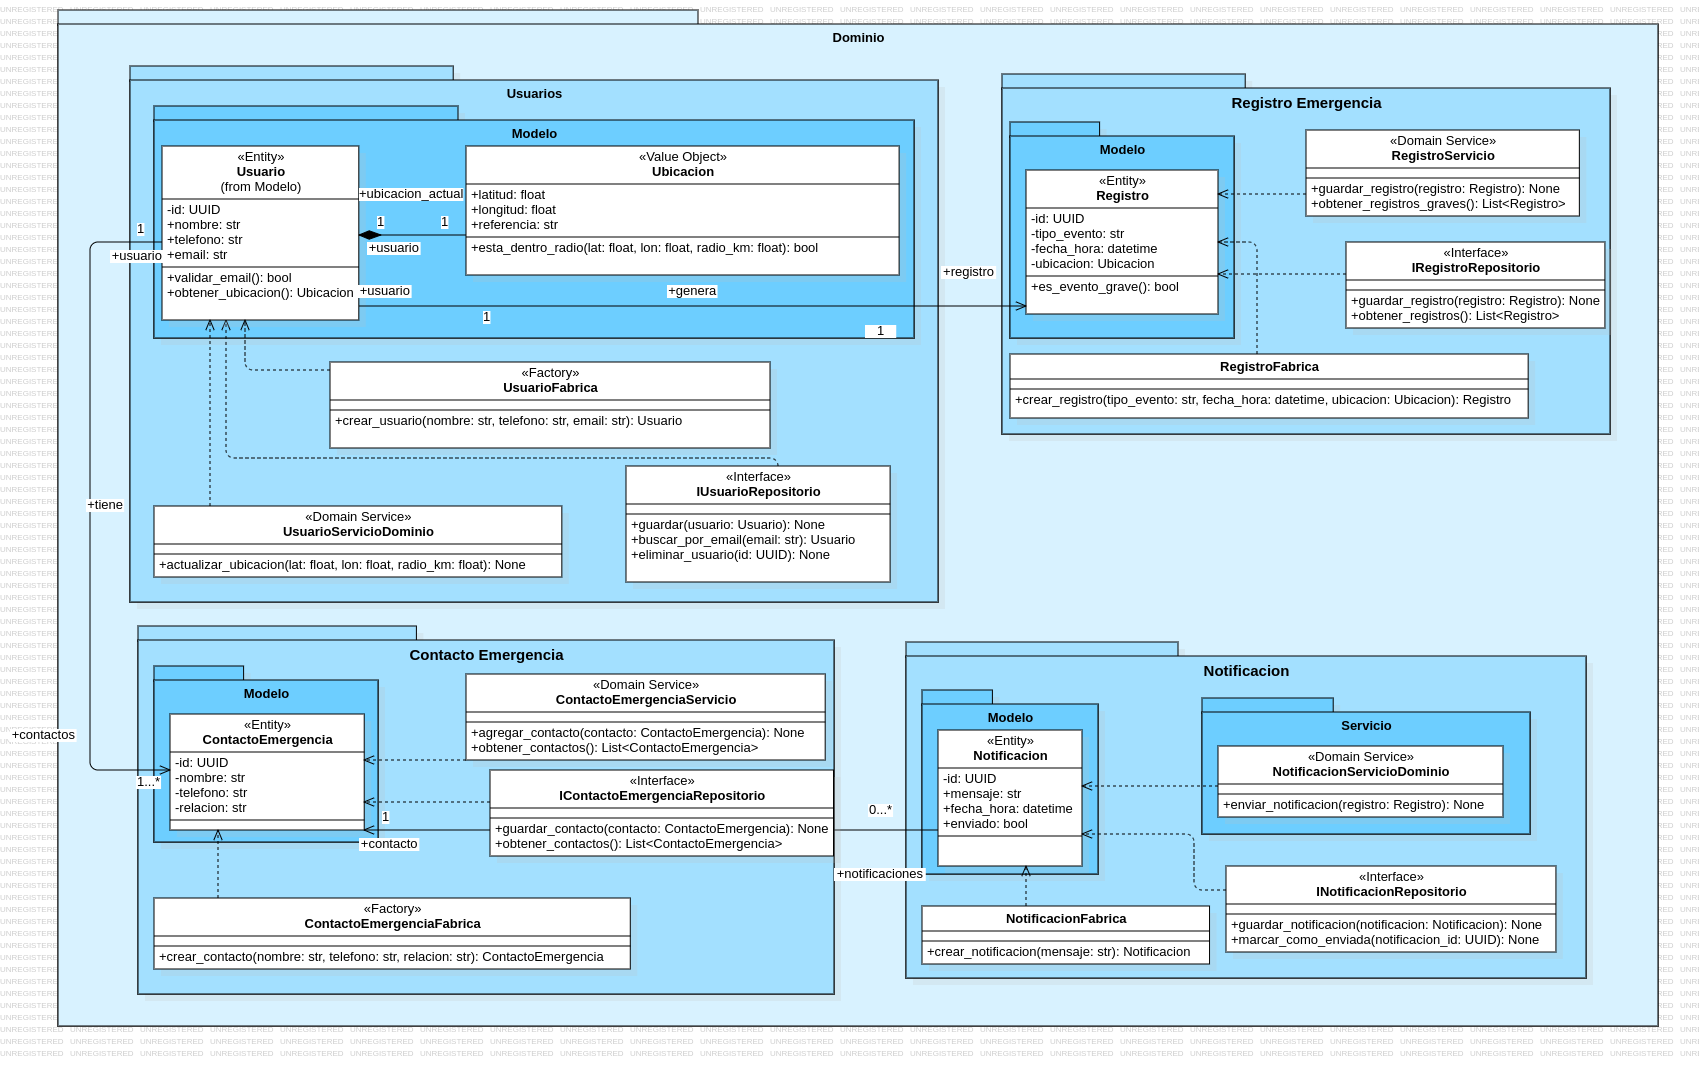 Dominio
Usuarios
Modelo
«Entity»
Usuario
(from Modelo)
-id: UUID
+nombre: str
+telefono: str
+email: str
+validar_email(): bool
+obtener_ubicacion(): Ubicacion
+ubicacion_actual
1
1
+usuario
«Value Object»
Ubicacion
+latitud: float
+longitud: float
+referencia: str
+esta_dentro_radio(lat: float, lon: float, radio_km: float): bool
1
+usuario
+usuario
1
+genera
1
+registro
«Factory»
UsuarioFabrica
+crear_usuario(nombre: str, telefono: str, email: str): Usuario
«Interface»
IUsuarioRepositorio
+guardar(usuario: Usuario): None
+buscar_por_email(email: str): Usuario
+eliminar_usuario(id: UUID): None
«Domain Service»
UsuarioServicioDominio
+actualizar_ubicacion(lat: float, lon: float, radio_km: float): None
+tiene
+contactos
1...*
Registro Emergencia
Modelo
«Entity»
Registro
-id: UUID
-tipo_evento: str
-fecha_hora: datetime
-ubicacion: Ubicacion
+es_evento_grave(): bool
«Domain Service»
RegistroServicio
+guardar_registro(registro: Registro): None
+obtener_registros_graves(): List<Registro>
«Interface»
IRegistroRepositorio
+guardar_registro(registro: Registro): None
+obtener_registros(): List<Registro>
RegistroFabrica
+crear_registro(tipo_evento: str, fecha_hora: datetime, ubicacion: Ubicacion): Registro
Contacto Emergencia
Modelo
«Entity»
ContactoEmergencia
-id: UUID
-nombre: str
-telefono: str
-relacion: str
«Domain Service»
ContactoEmergenciaServicio
+agregar_contacto(contacto: ContactoEmergencia): None
+obtener_contactos(): List<ContactoEmergencia>
«Interface»
IContactoEmergenciaRepositorio
+guardar_contacto(contacto: ContactoEmergencia): None
+obtener_contactos(): List<ContactoEmergencia>
1
+contacto
0...*
+notificaciones
«Factory»
ContactoEmergenciaFabrica
+crear_contacto(nombre: str, telefono: str, relacion: str): ContactoEmergencia
Notificacion
Modelo
«Entity»
Notificacion
-id: UUID
+mensaje: str
+fecha_hora: datetime
+enviado: bool
Servicio
«Domain Service»
NotificacionServicioDominio
+enviar_notificacion(registro: Registro): None
«Interface»
INotificacionRepositorio
+guardar_notificacion(notificacion: Notificacion): None
+marcar_como_enviada(notificacion_id: UUID): None
NotificacionFabrica
+crear_notificacion(mensaje: str): Notificacion
UNREGISTERED